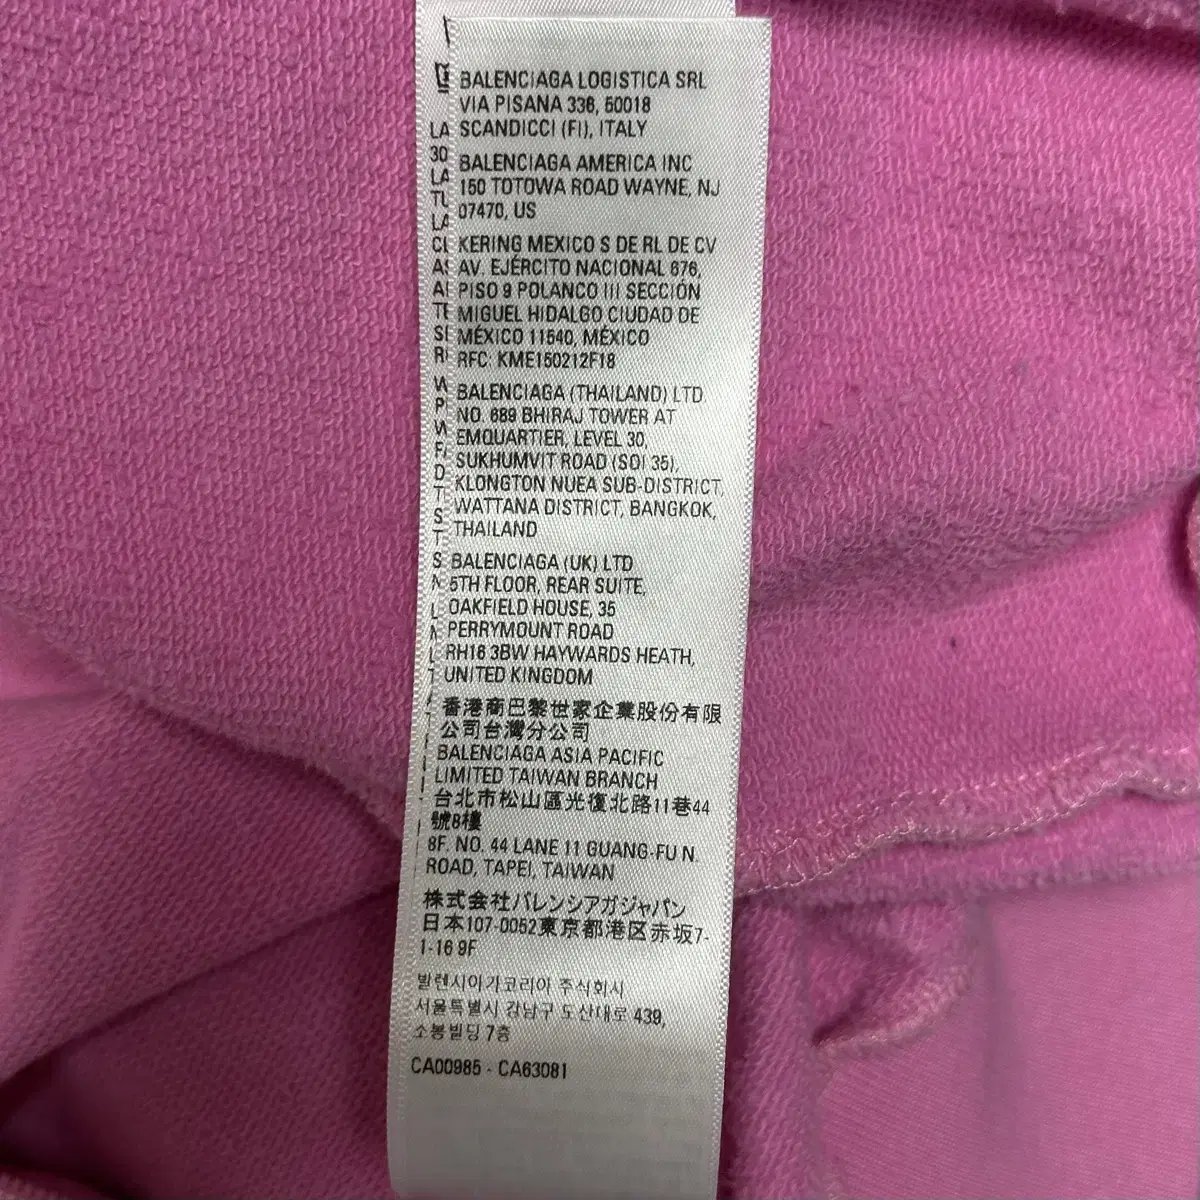 BALENCIAGA LOGISTICA SRL
VIA PISANA 336, 50018
SCANDICCI (FI), ITALY
BALENCIAGA AMERICA INC
150 TOTOWA ROAD WAYNE, NJ
07470, US
KERING MEXICO S DE RL DE CV
AV. EJÉRCITO NACIONAL 676,
PISO 9 POLANCO III SECCIÓN
MIGUEL HIDALGO CIUDAD DE
MÉXICO 11540, MÉXICO
RFC: KME150212F18
BALENCIAGA (THAILAND) LTD
NO. 689 BHIRAJ TOWER AT
EMQUARTIER, LEVEL 30,
SUKHUMVIT ROAD (SOI 35),
KLONGTON NUEA SUB-DISTRICT,
WATTANA DISTRICT, BANGKOK,
THAILAND
BALENCIAGA (UK) LTD
5TH FLOOR, REAR SUITE,
OAKFIELD HOUSE, 35
PERRYMOUNT ROAD
RH16 3BW HAYWARDS HEATH,
UNITED KINGDOM
香港商巴黎世家企業股份有限
公司台灣分公司
BALENCIAGA ASIA PACIFIC
LIMITED TAIWAN BRANCH
台北市松山區光復北路11巷44
號8樓
8F. NO. 44 LANE 11 GUANG-FU N.
ROAD, TAPEI, TAIWAN
株式会社バレンシアガジャパン
日本107-0052東京都港区赤坂7-
1-16 9F
발렌시아가코리아 주식회사
서울특별시 강남구 도산대로 439,
소봉빌딩 7층
CA00985 - CA63081